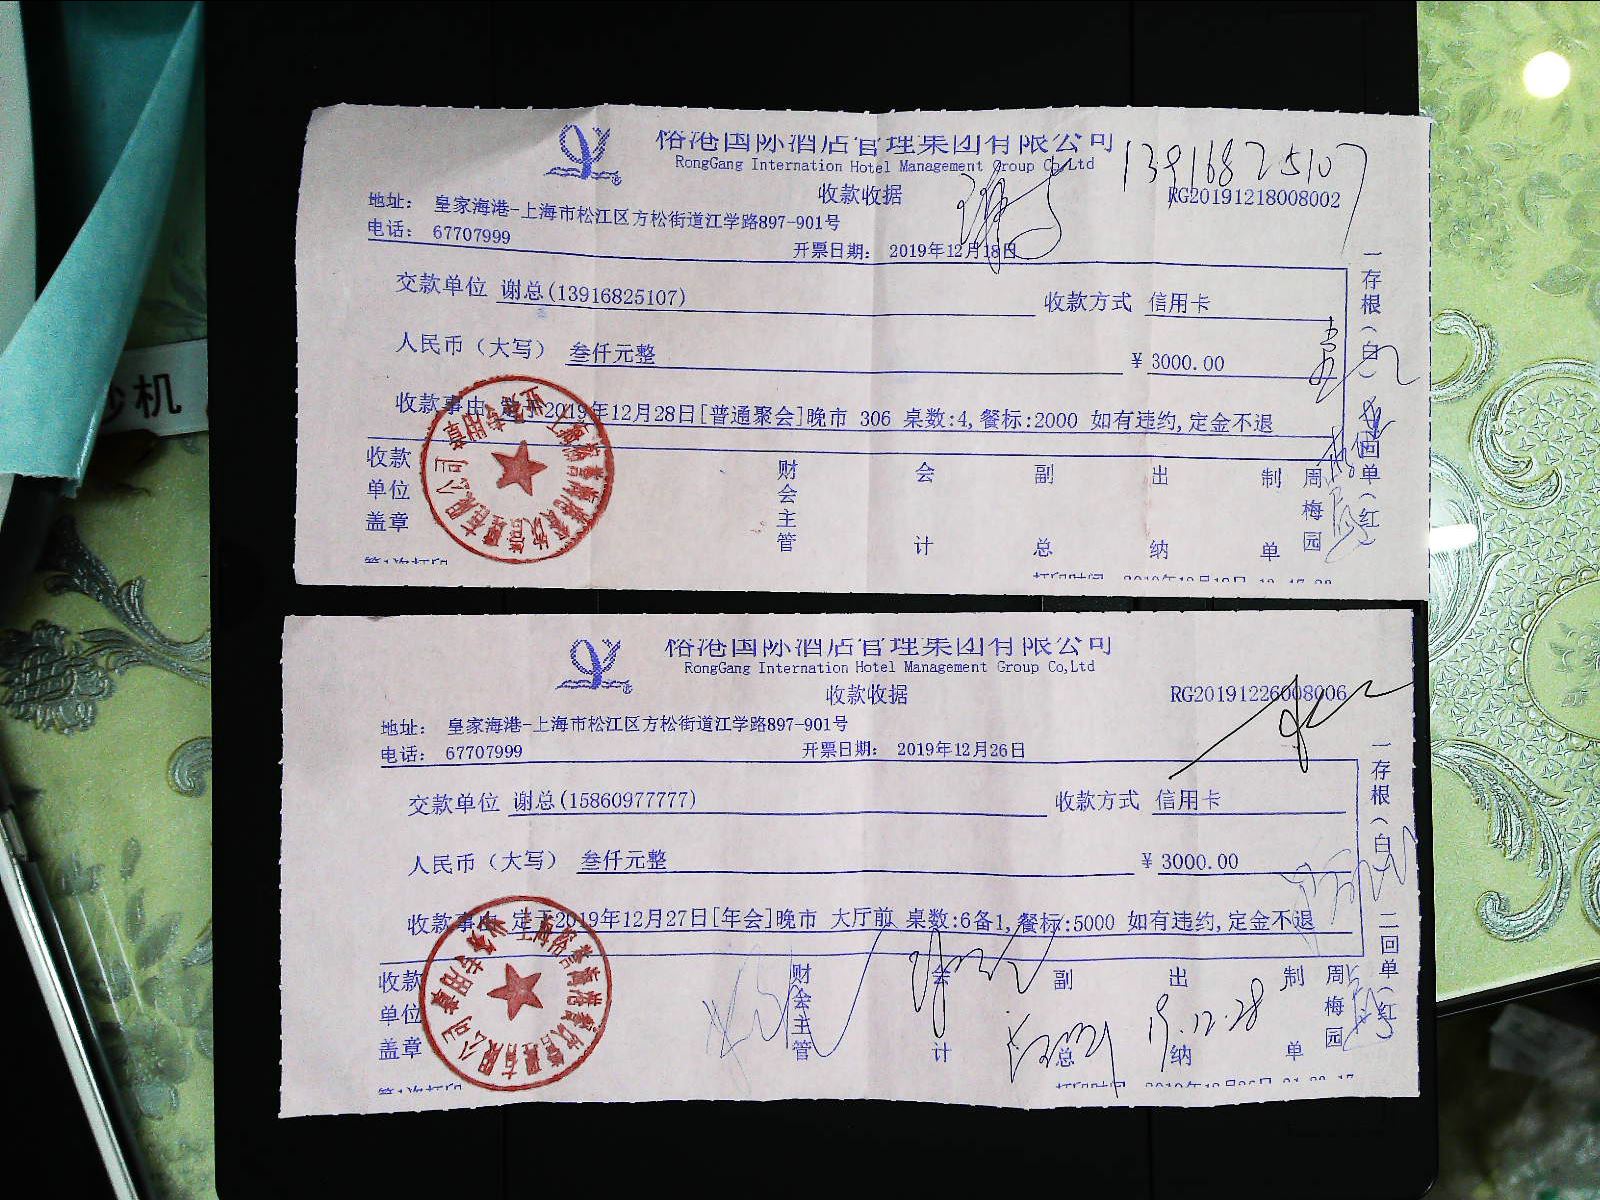 裕港国际酒店管理集团有限公司
RongGang Internation Hotel Management Group Co,Ltd
13916825107
收款收据
RG20191218008002
地址： 皇家海港-上海市松江区方松街道江学路897-901号
电话： 67707999
开票日期： 2019年12月18日
交款单位 谢总(13916825107)
收款方式 信用卡
人民币（大写） 叁仟元整
¥ 3000.00
收款事由 定于2019年12月28日[普通聚会]晚市 306 桌数:4,餐标:2000 如有违约,定金不退
收款单位盖章
财会主管
会计
副总
出纳
制单
周梅园
一存根（白） 二回单（红）
裕港国际酒店管理集团有限公司
RongGang Internation Hotel Management Group Co,Ltd
收款收据
RG20191226008006
地址： 皇家海港-上海市松江区方松街道江学路897-901号
电话： 67707999
开票日期： 2019年12月26日
交款单位 谢总(15860977777)
收款方式 信用卡
人民币（大写） 叁仟元整
¥ 3000.00
收款事由 定于2019年12月27日[年会]晚市 大厅前 桌数:6备1,餐标:5000 如有违约,定金不退
收款单位盖章
财会主管
会计
副总
出纳
制单
周梅园
19.12.28
一存根（白） 二回单（红）